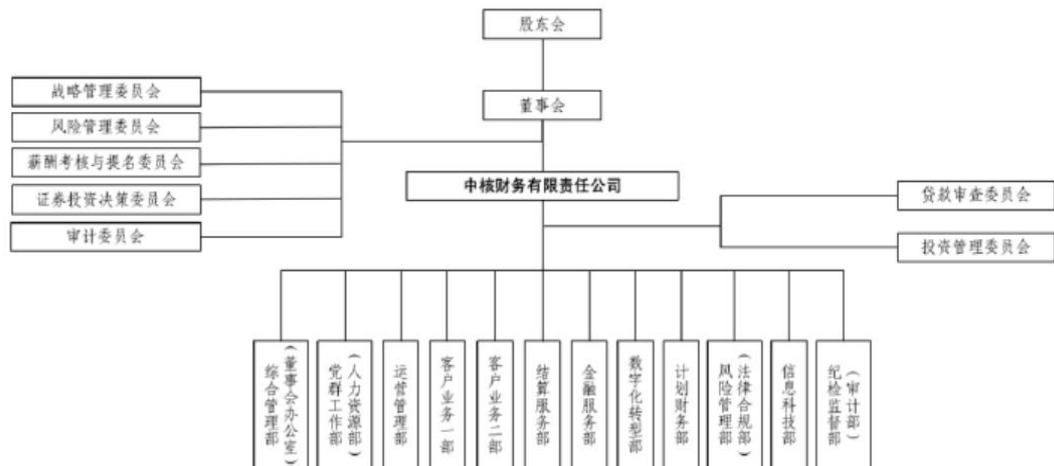 股东会
董事会
战略管理委员会
风险管理委员会
薪酬考核与提名委员会
证券投资决策委员会
审计委员会
中核财务有限责任公司
贷款审查委员会
投资管理委员会
综合管理部
（董事会办公室）
党群工作部
（人力资源部）
运营管理部
客户业务一部
客户业务二部
结算服务部
金融服务部
数字化转型部
计划财务部
风险管理部
（法律合规部）
信息科技部
纪检监督部
（审计部）